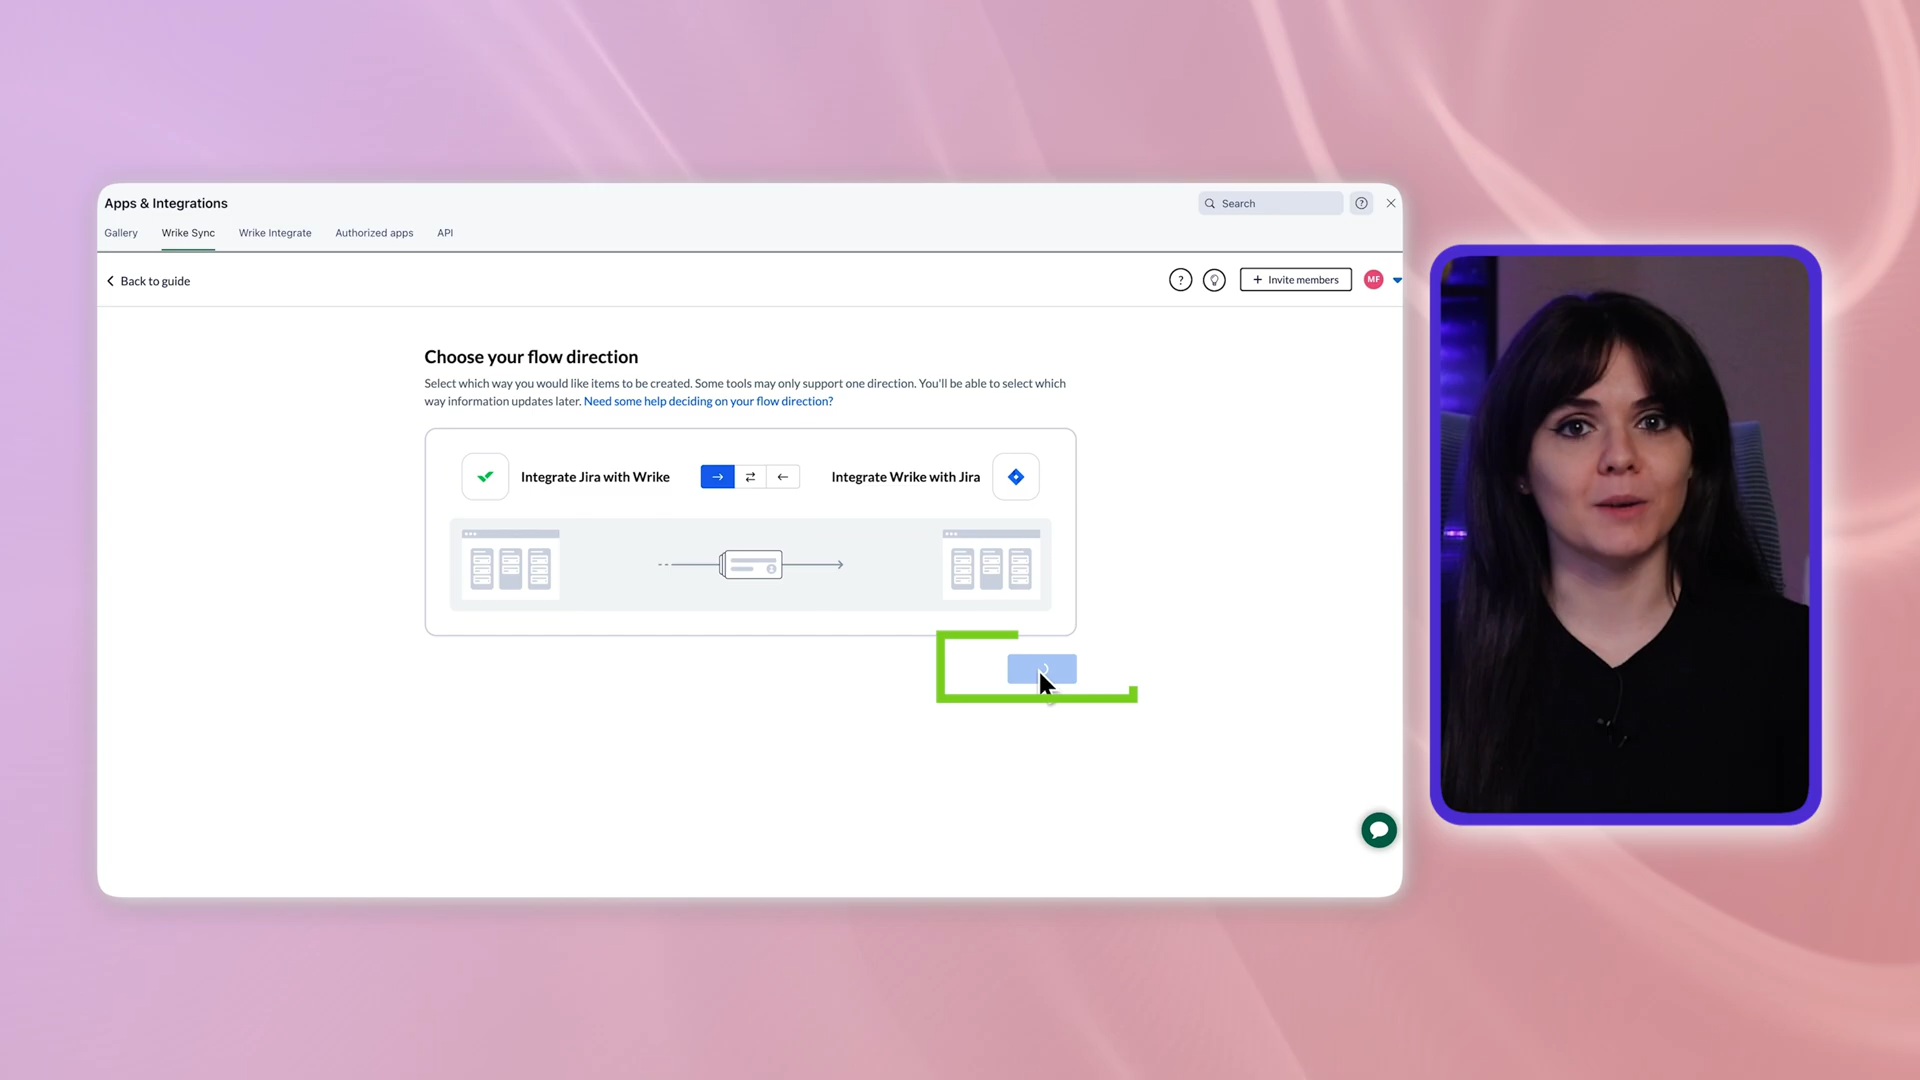 Apps & Integrations
Search
Gallery
Wrike Sync
Wrike Integrate
Authorized apps
API
Back to guide
?
+ Invite members
MF
Choose your flow direction
Select which way you would like items to be created. Some tools may only support one direction. You'll be able to select which
way information updates later. Need some help deciding on your flow direction?
Integrate Jira with Wrike
Integrate Wrike with Jira